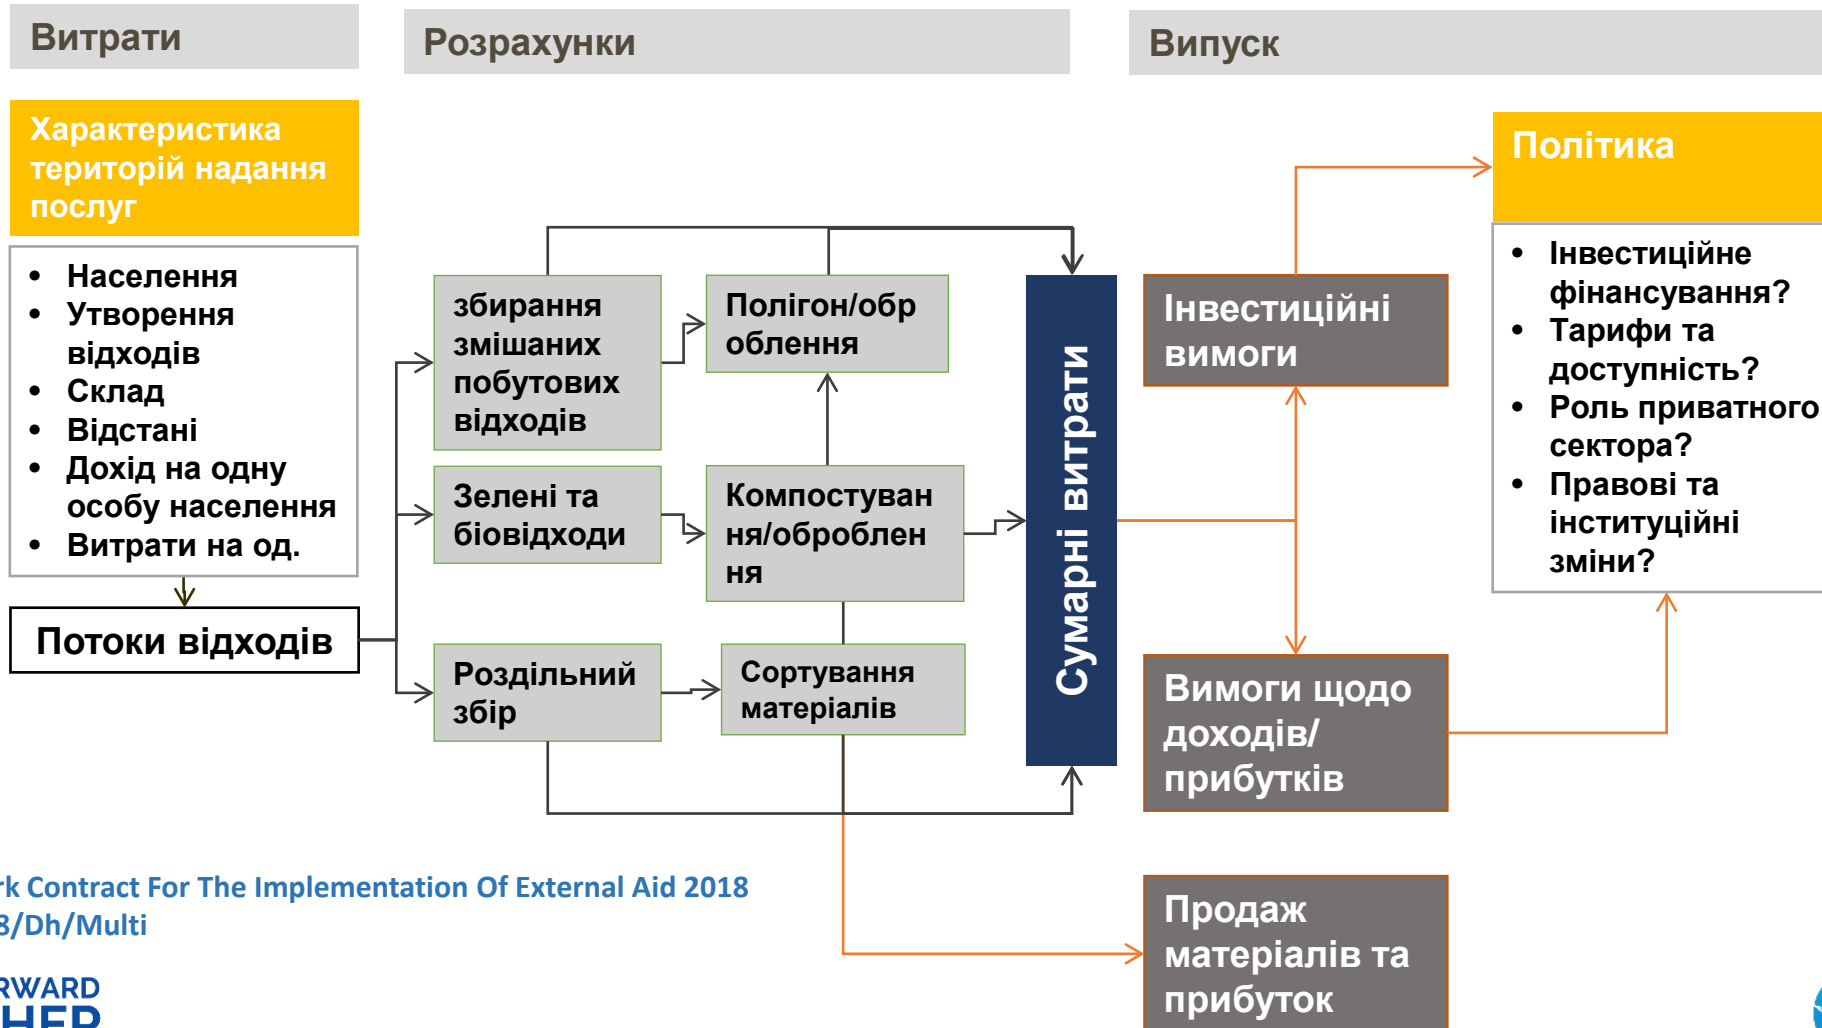 Витрати
Розрахунки
Випуск
Характеристика
територій надання
послуг
• Населення
• Утворення
відходів
• Склад
• Відстані
• Дохід на одну
особу населення
• Витрати на од.
Потоки відходів
збирання
змішаних
побутових
відходів
Зелені та
біовідходи
Роздільний
збір
Полігон/обр
облення
Компостуван
ня/оброблен
ня
Сортування
матеріалів
Сумарні витрати
Інвестиційні
вимоги
Вимоги щодо
доходів/
прибутків
Продаж
матеріалів та
прибуток
Політика
• Інвестиційне
фінансування?
• Тарифи та
доступність?
• Роль приватного
сектора?
• Правові та
інституційні
зміни?
rk Contract For The Implementation Of External Aid 2018
8/Dh/Multi
RWARD
HER